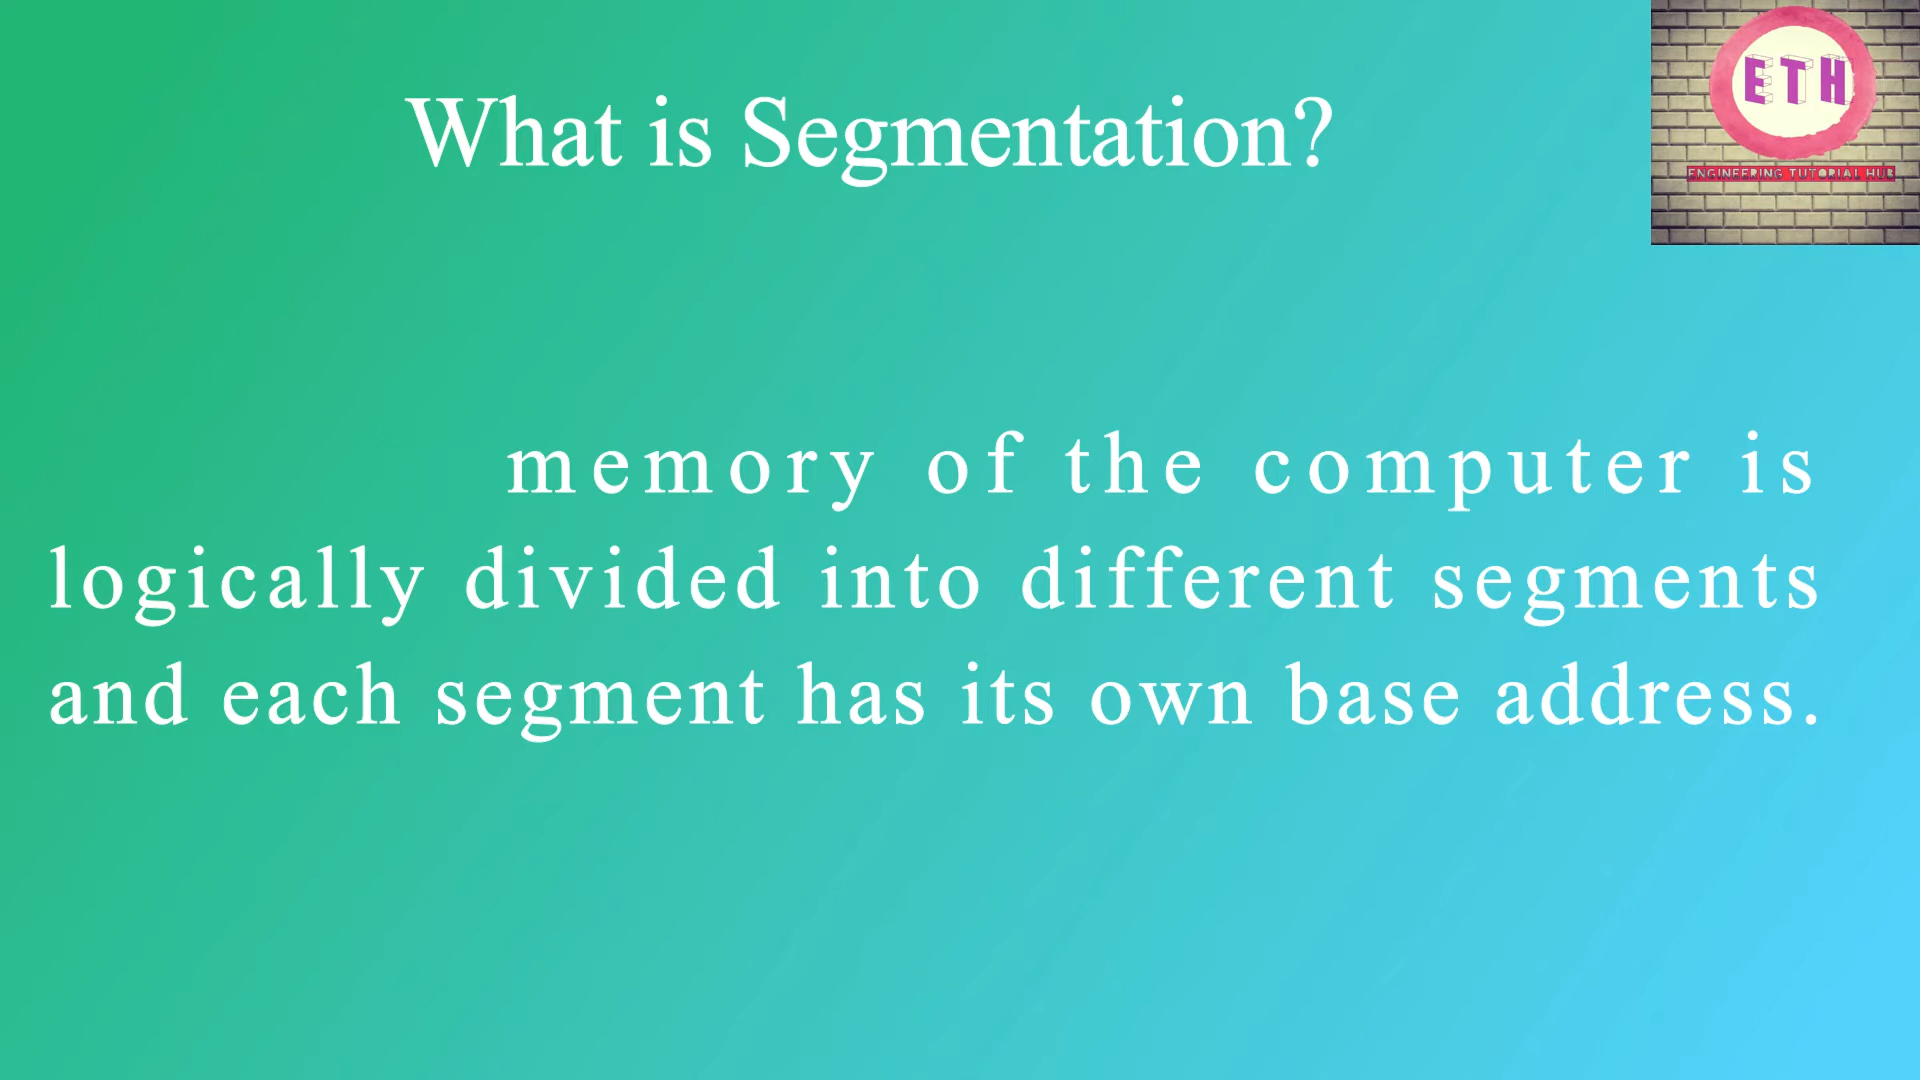 What is Segmentation?
ETH
ENGINEERING TUTORIAL HUB
memory of the computer is
logically divided into different segments
and each segment has its own base address.